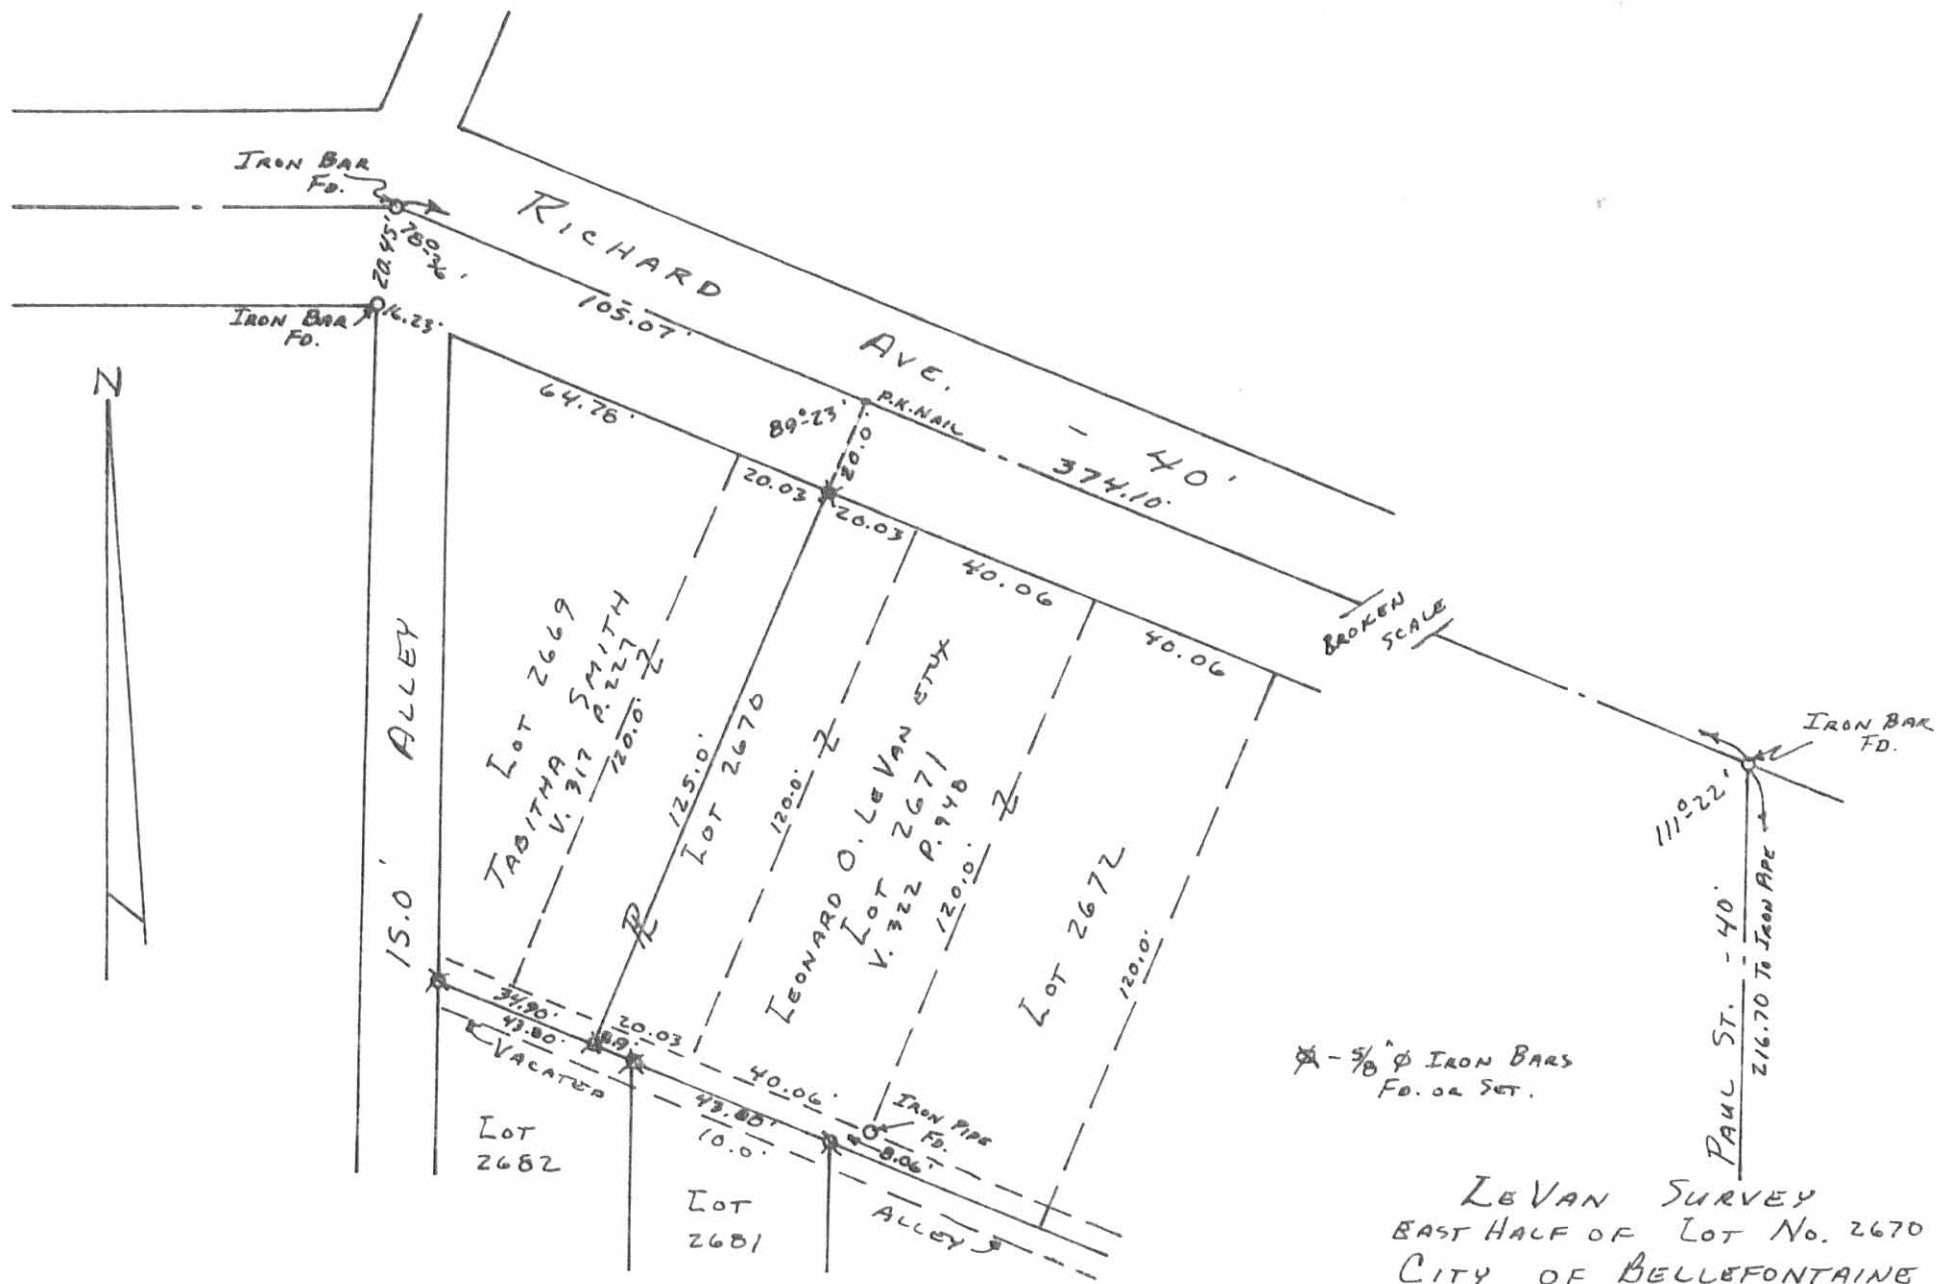 IRON BAR
FD.
20.45'
78°-36'
IRON BAR
FD.
16.23'
RICHARD AVE. - 40'
105.07'
64.78'
89°-23'
P.K. NAIL
20.0
374.10'
20.03
20.03
40.06
40.06
BROKEN
SCALE
IRON BAR
FD.
111°-22'
216.70 TO IRON PIPE
PAUL ST. - 40'
N
15.0' ALLEY
LOT 2669
TABITHA SMITH
V. 317 P. 227
120.0'
125.0'
LOT 2670
120.0'
LEONARD O. LEVAN ETUX
LOT 2671
V. 322 P. 948
120.0'
LOT 2672
120.0'
34.90'
43.80'
20.03
VACATED
40.06'
43.80'
10.0'
IRON PIPE
FD.
8.06'
ALLEY
LOT
2682
LOT
2681
- 5/8" ø IRON BARS
FD. OR SET.
LEVAN SURVEY
EAST HALF OF LOT NO. 2670
CITY OF BELLEFONTAINE